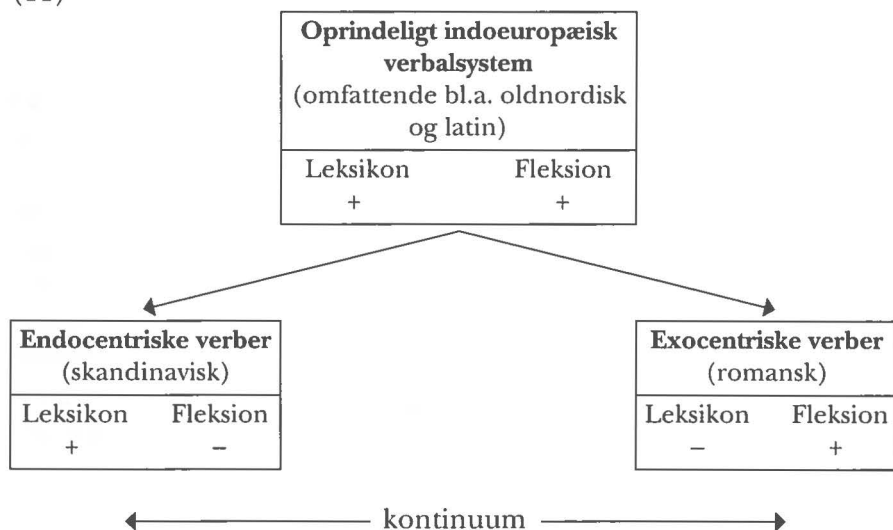 Oprindeligt indoeuropæisk
verbalsystem
(omfattende bl.a. oldnordisk
og latin)
Leksikon Fleksion
+ +
Endocentriske verber
(skandinavisk)
Leksikon Fleksion
+ –
Exocentriske verber
(romansk)
Leksikon Fleksion
– +
kontinuum